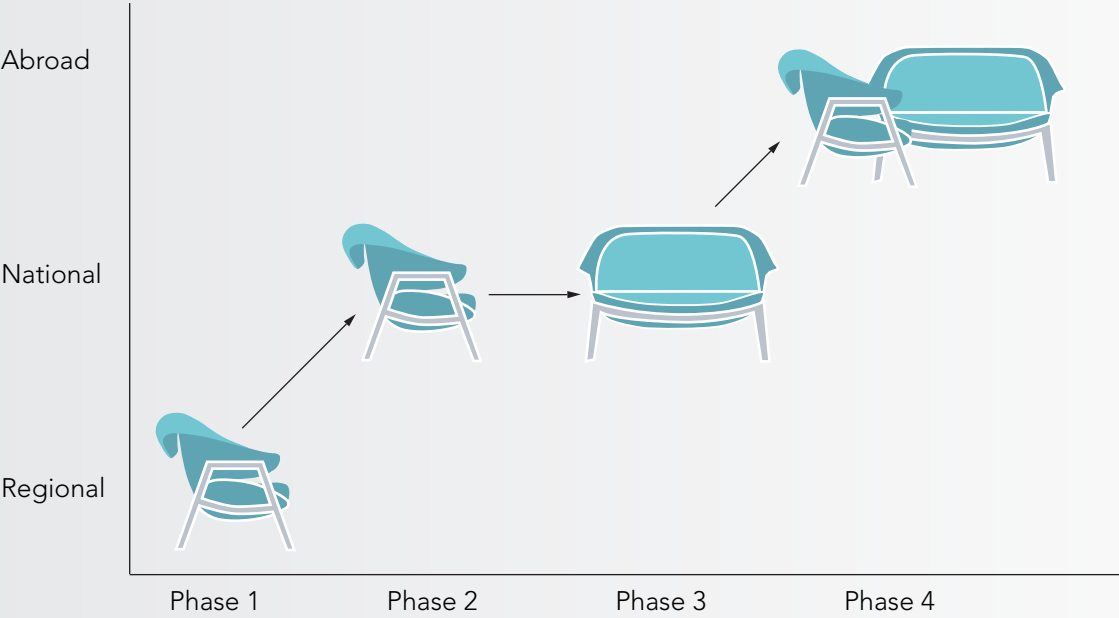 Abroad
National
Regional
Phase 1
Phase 2
Phase 3
Phase 4